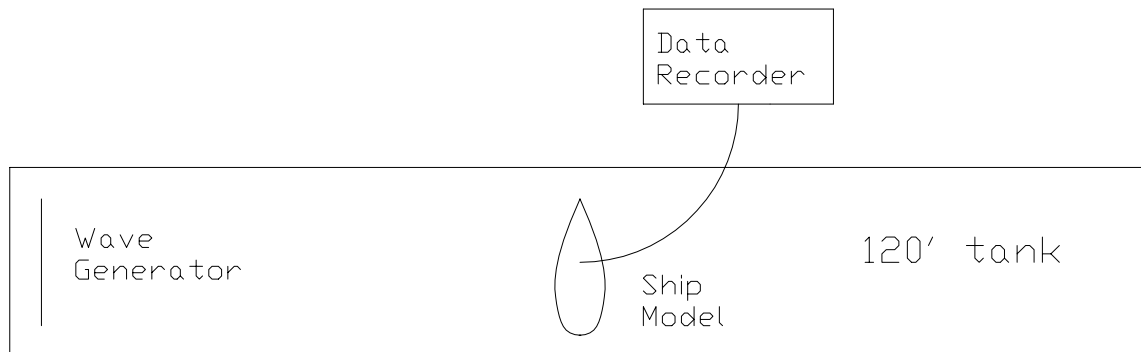 Data
Recorder
Wave
Generator
120' tank
Ship
Model